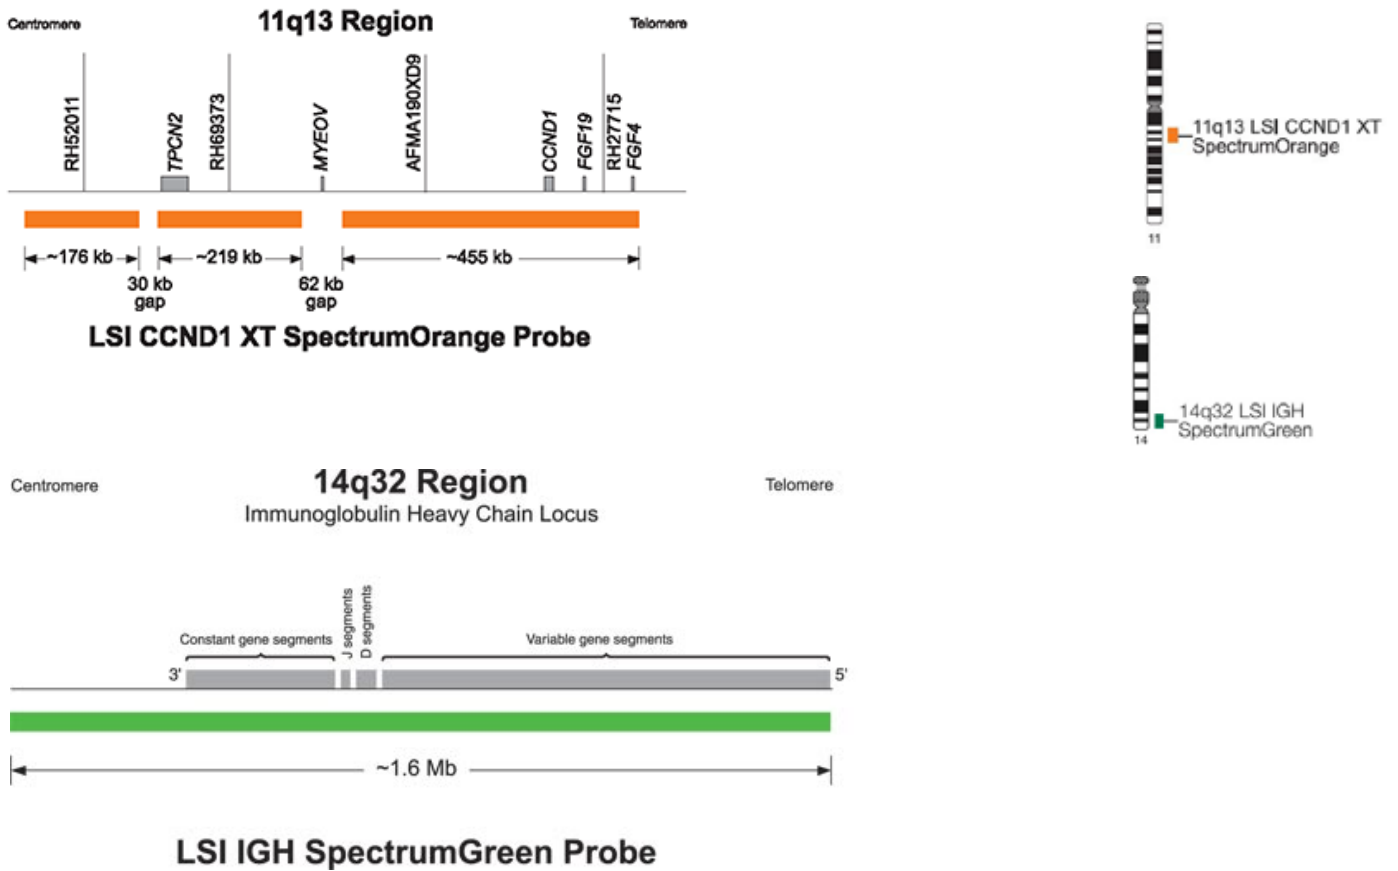 Centromere
11q13 Region
Telomere
RH52011
TPCN2
RH69373
MYEOV
AFMA190XD9
CCND1
FGF19
RH27715
FGF4
~176 kb
~219 kb
~455 kb
30 kb
gap
62 kb
gap
LSI CCND1 XT SpectrumOrange Probe
11q13 LSI CCND1 XT
SpectrumOrange
11
14q32 LSI IGH
SpectrumGreen
14
Centromere
14q32 Region
Telomere
Immunoglobulin Heavy Chain Locus
Constant gene segments
J segments
D segments
Variable gene segments
3'
5'
~1.6 Mb
LSI IGH SpectrumGreen Probe